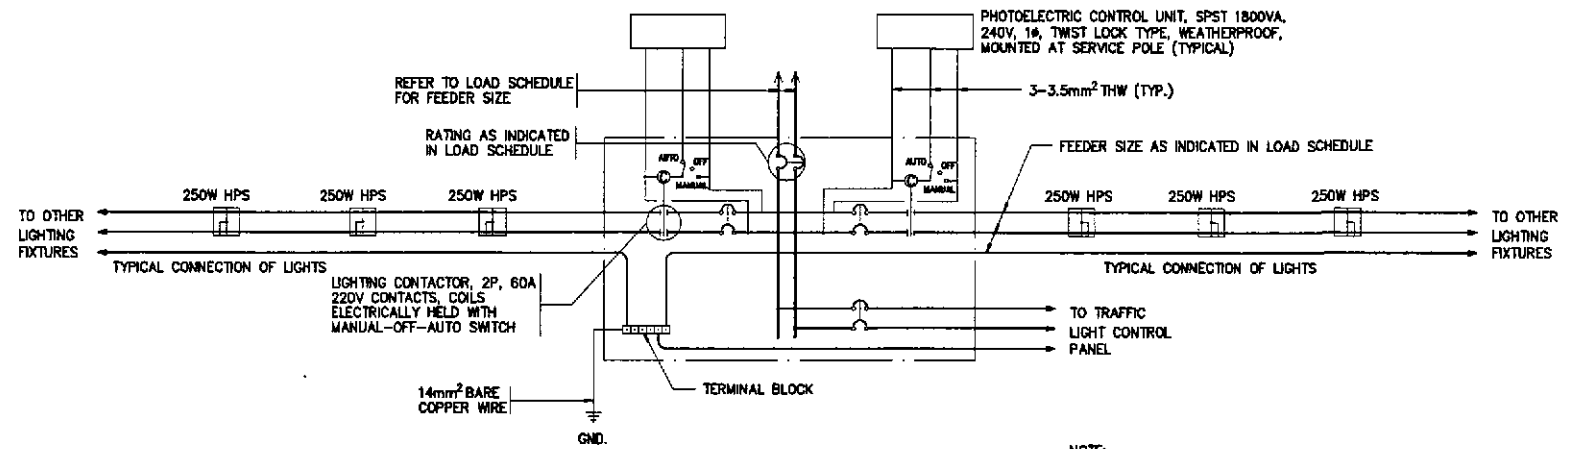 PHOTOELECTRIC CONTROL UNIT, SPST 1800VA,
240V, 1ø, TWIST LOCK TYPE, WEATHERPROOF,
MOUNTED AT SERVICE POLE (TYPICAL)
REFER TO LOAD SCHEDULE
FOR FEEDER SIZE
3-3.5mm² THW (TYP.)
RATING AS INDICATED
IN LOAD SCHEDULE
FEEDER SIZE AS INDICATED IN LOAD SCHEDULE
AUTO
OFF
MANUAL
C
AUTO
OFF
MANUAL
C
250W HPS
250W HPS
250W HPS
250W HPS
250W HPS
250W HPS
TO OTHER
LIGHTING
FIXTURES
TO OTHER
LIGHTING
FIXTURES
TYPICAL CONNECTION OF LIGHTS
TYPICAL CONNECTION OF LIGHTS
LIGHTING CONTACTOR, 2P, 60A
220V CONTACTS, COILS
ELECTRICALLY HELD WITH
MANUAL-OFF-AUTO SWITCH
TO TRAFFIC
LIGHT CONTROL
PANEL
TERMINAL BLOCK
14mm² BARE
COPPER WIRE
GND.
NOTE: